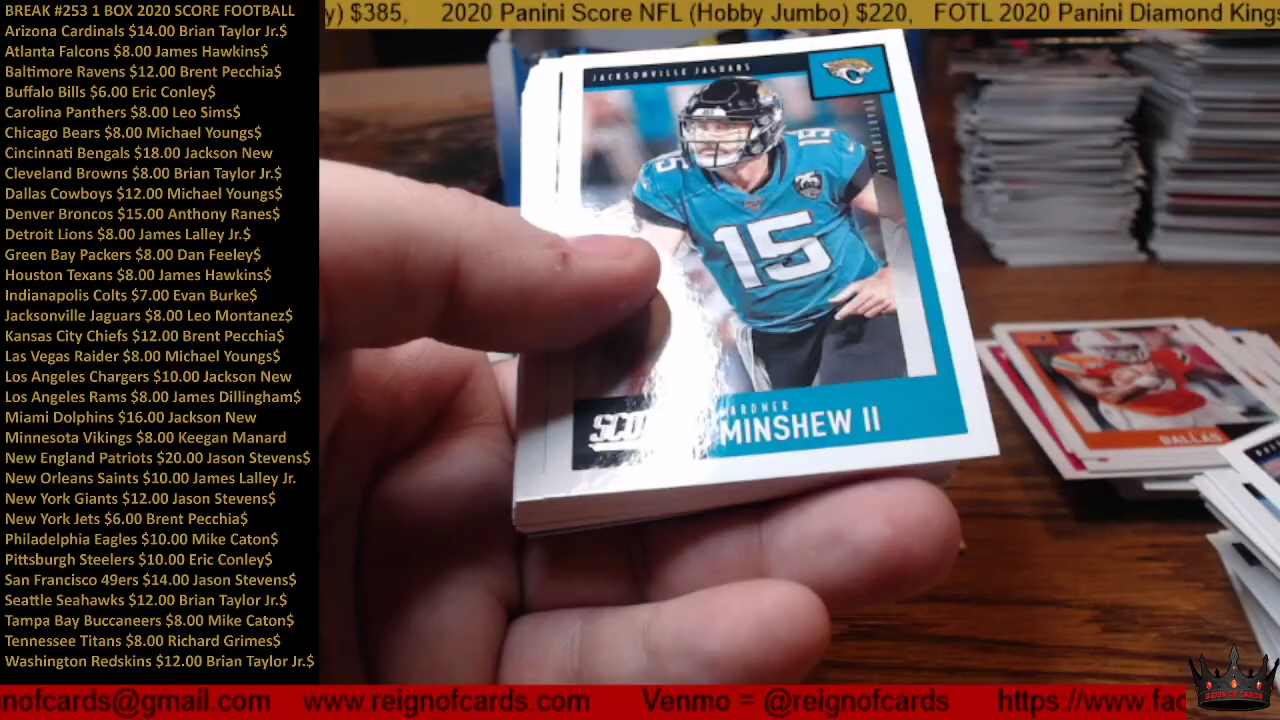 BREAK #253 1 BOX 2020 SCORE FOOTBALL
Arizona Cardinals $14.00 Brian Taylor Jr.$
Atlanta Falcons $8.00 James Hawkins$
Baltimore Ravens $12.00 Brent Pecchia$
Buffalo Bills $6.00 Eric Conley$
Carolina Panthers $8.00 Leo Sims$
Chicago Bears $8.00 Michael Youngs$
Cincinnati Bengals $18.00 Jackson New
Cleveland Browns $8.00 Brian Taylor Jr.$
Dallas Cowboys $12.00 Michael Youngs$
Denver Broncos $15.00 Anthony Ranes$
Detroit Lions $8.00 James Lalley Jr.$
Green Bay Packers $8.00 Dan Feeley$
Houston Texans $8.00 James Hawkins$
Indianapolis Colts $7.00 Evan Burke$
Jacksonville Jaguars $8.00 Leo Montanez$
Kansas City Chiefs $12.00 Brent Pecchia$
Las Vegas Raider $8.00 Michael Youngs$
Los Angeles Chargers $10.00 Jackson New
Los Angeles Rams $8.00 James Dillingham$
Miami Dolphins $16.00 Jackson New
Minnesota Vikings $8.00 Keegan Manard
New England Patriots $20.00 Jason Stevens$
New Orleans Saints $10.00 James Lalley Jr.
New York Giants $12.00 Jason Stevens$
New York Jets $6.00 Brent Pecchia$
Philadelphia Eagles $10.00 Mike Caton$
Pittsburgh Steelers $10.00 Eric Conley$
San Francisco 49ers $14.00 Jason Stevens$
Seattle Seahawks $12.00 Brian Taylor Jr.$
Tampa Bay Buccaneers $8.00 Mike Caton$
Tennessee Titans $8.00 Richard Grimes$
Washington Redskins $12.00 Brian Taylor Jr.$
y) $385, 2020 Panini Score NFL (Hobby Jumbo) $220, FOTL 2020 Panini Diamond Kings
JACKSONVILLE JAGUARS
QUARTERBACK
15
15
15
SCO
ARDNER
MINSHEW II
DALLAS
gnofcards@gmail.com www.reignofcards.com Venmo = @reignofcards https://www.fac
REIGN OF CARDS